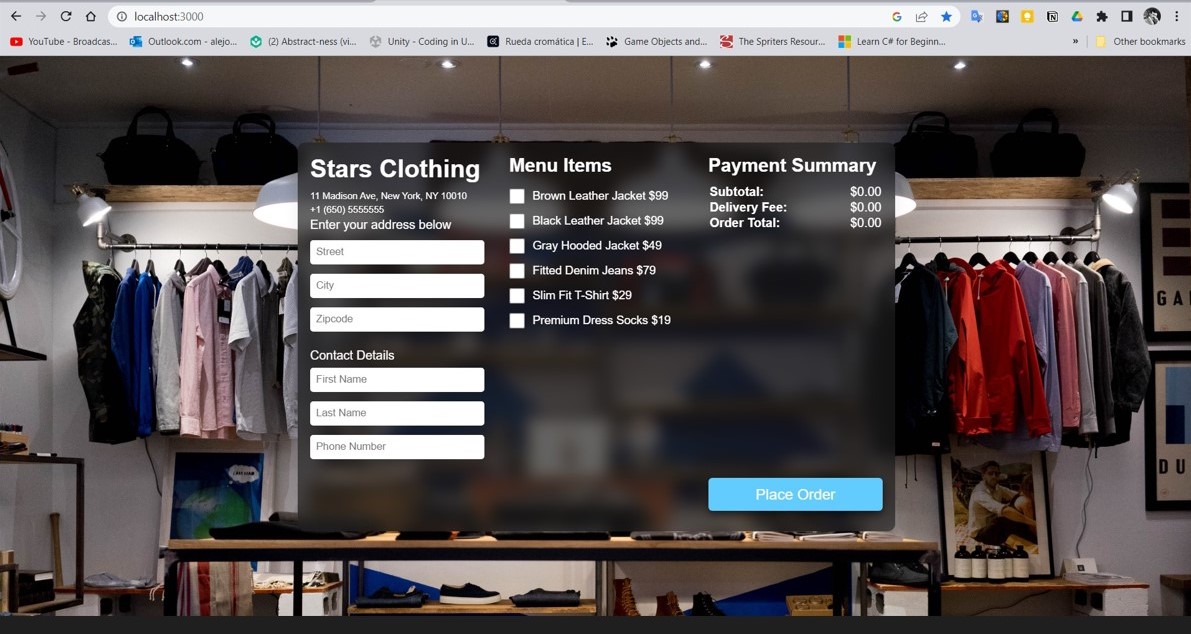 localhost:3000
YouTube - Broadcas...
Outlook.com - alejo...
(2) Abstract-ness (vi...
Unity - Coding in U...
Rueda cromática | E...
Game Objects and...
The Spriters Resour...
Learn C# for Beginn...
»
Other bookmarks
Stars Clothing
11 Madison Ave, New York, NY 10010
+1 (650) 5555555
Enter your address below
Street
City
Zipcode
Contact Details
First Name
Last Name
Phone Number
Menu Items
Brown Leather Jacket $99
Black Leather Jacket $99
Gray Hooded Jacket $49
Fitted Denim Jeans $79
Slim Fit T-Shirt $29
Premium Dress Socks $19
Payment Summary
Subtotal: $0.00
Delivery Fee: $0.00
Order Total: $0.00
Place Order
GA
DU